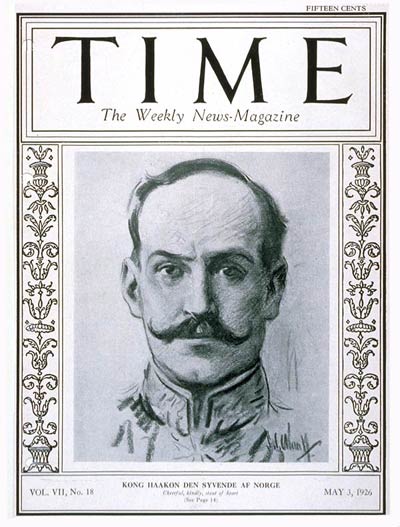 FIFTEEN CENTS
TIME
The Weekly News-Magazine
KONG HAAKON DEN SYVENDE AF NORGE
Cheerful, kindly, stout of heart
(See Page 14)
VOL. VII, No. 18
MAY 3, 1926